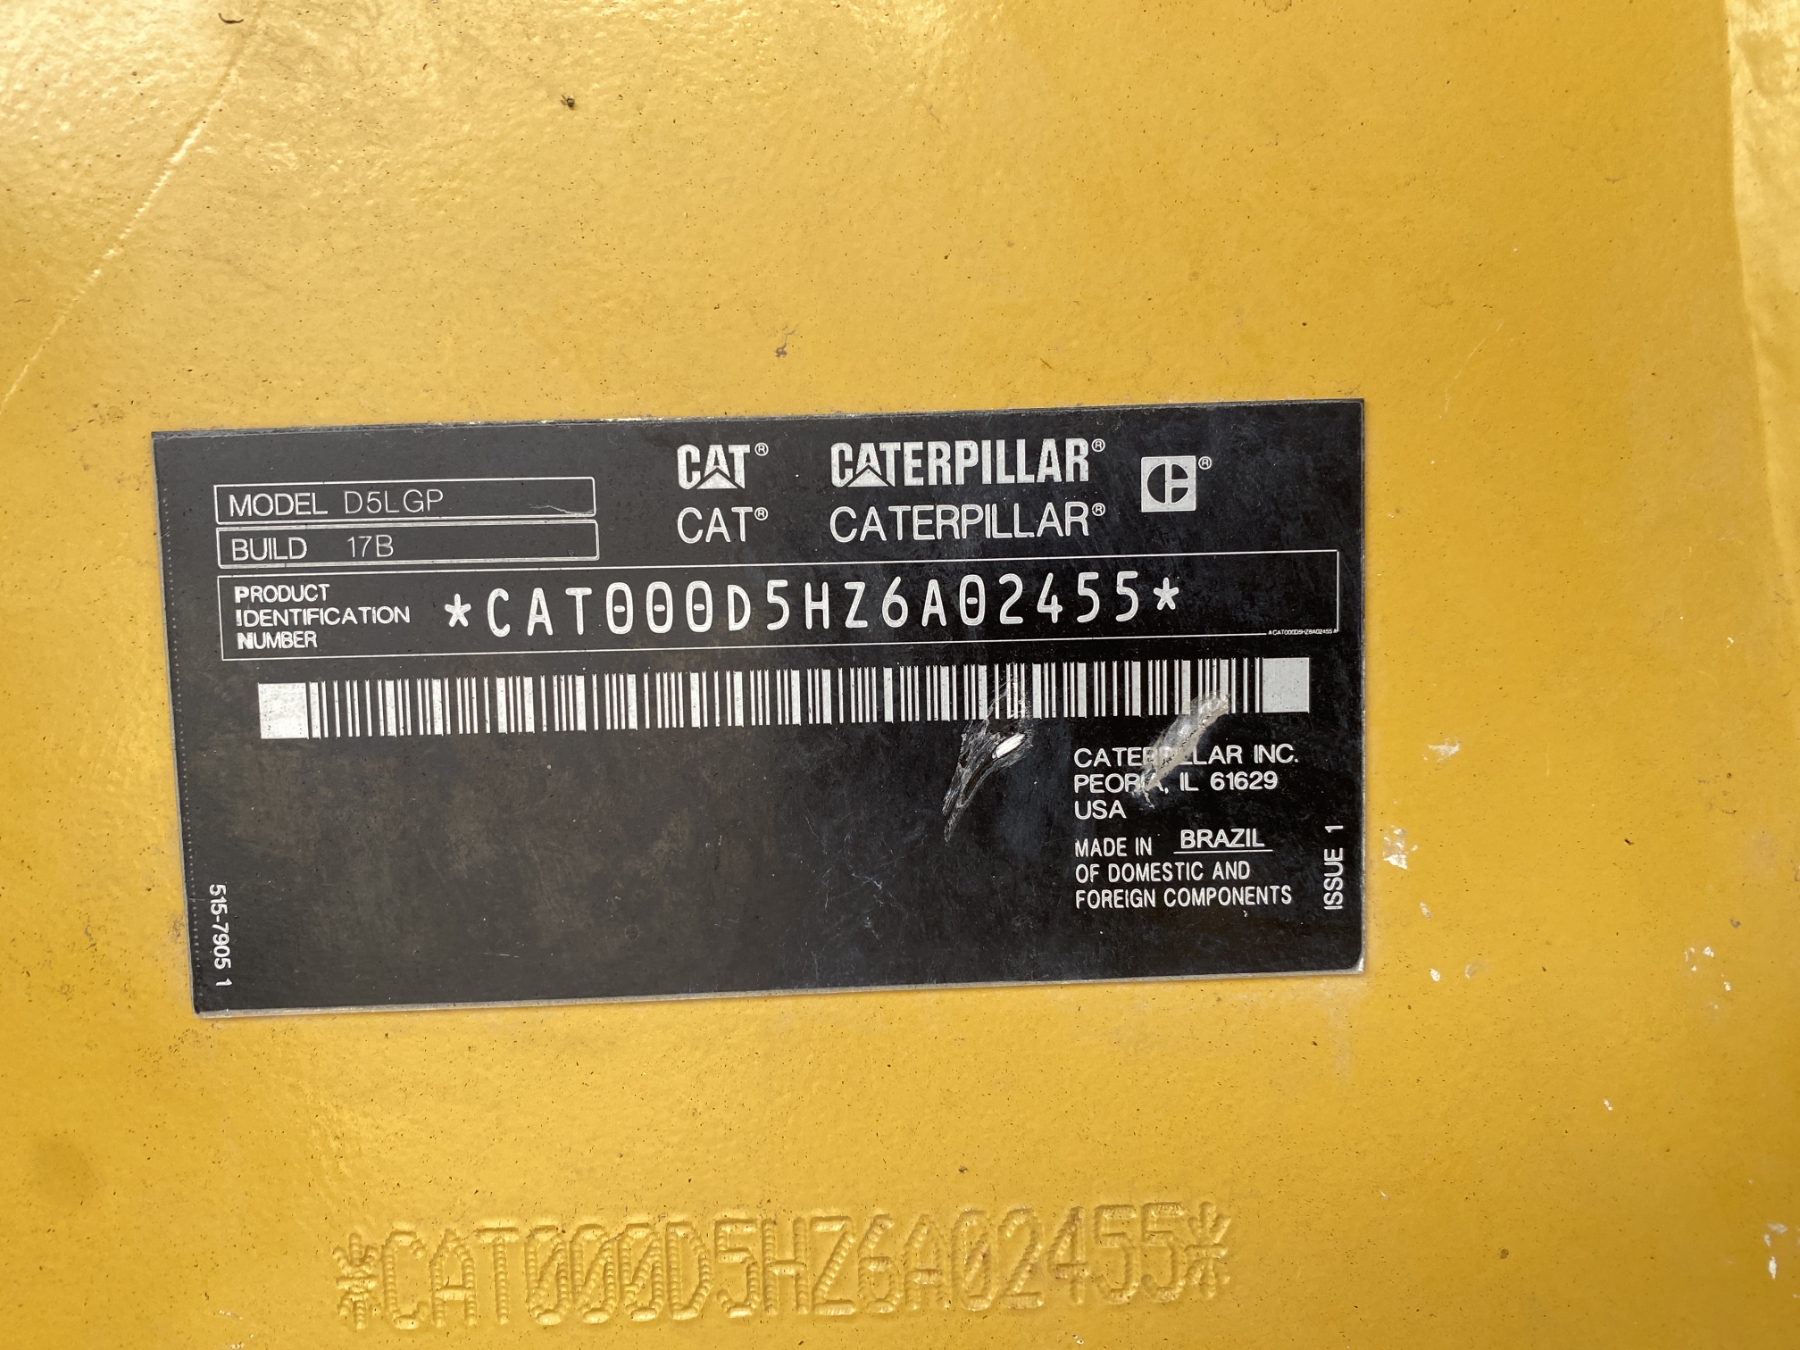 CAT® CATERPILLAR® C®
CAT® CATERPILLAR®
MODEL D5LGP
BUILD 17B
PRODUCT
IDENTIFICATION
NUMBER
*CAT000D5HZ6A02455*
*CAT000D5HZ6A02455*
CATERPILLAR INC.
PEORIA, IL 61629
USA
MADE IN BRAZIL
OF DOMESTIC AND
FOREIGN COMPONENTS
ISSUE 1
515-7905 1
*CAT000D5HZ6A02455*